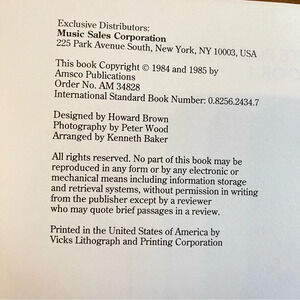 Exclusive Distributors:
Music Sales Corporation
225 Park Avenue South, New York, NY 10003, USA
This book Copyright © 1984 and 1985 by
Amsco Publications
Order No. AM 34828
International Standard Book Number: 0.8256.2434.7
Designed by Howard Brown
Photography by Peter Wood
Arranged by Kenneth Baker
All rights reserved. No part of this book may be
reproduced in any form or by any electronic or
mechanical means including information storage
and retrieval systems, without permission in writing
from the publisher except by a reviewer
who may quote brief passages in a review.
Printed in the United States of America by
Vicks Lithograph and Printing Corporation